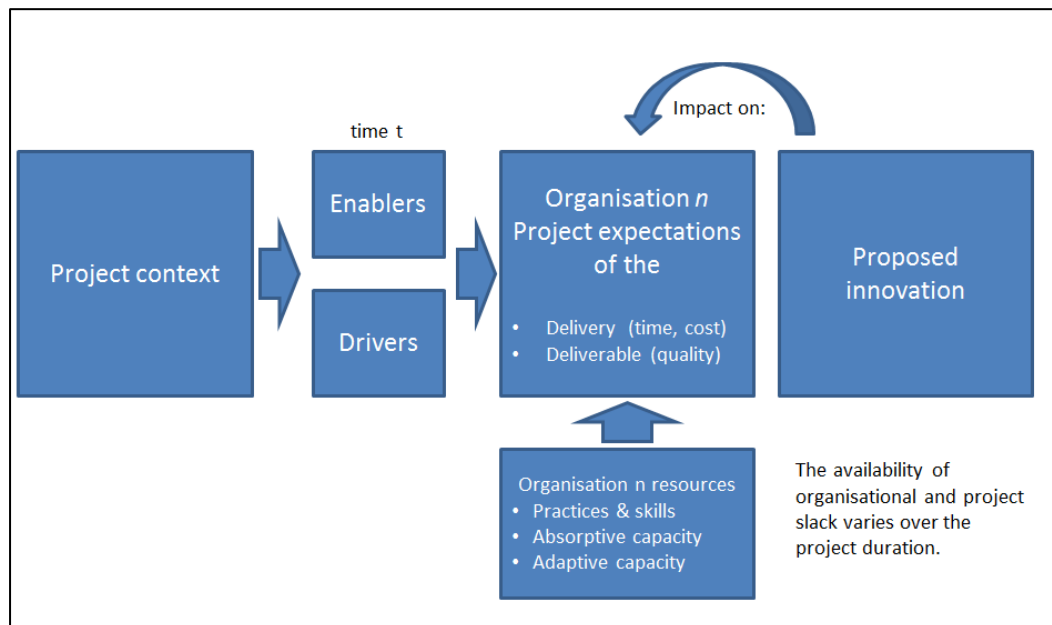 Impact on:
time t
Project context
Enablers
Drivers
Organisation n
Project expectations
of the
• Delivery (time, cost)
• Deliverable (quality)
Proposed
innovation
Organisation n resources
• Practices & skills
• Absorptive capacity
• Adaptive capacity
The availability of
organisational and project
slack varies over the
project duration.